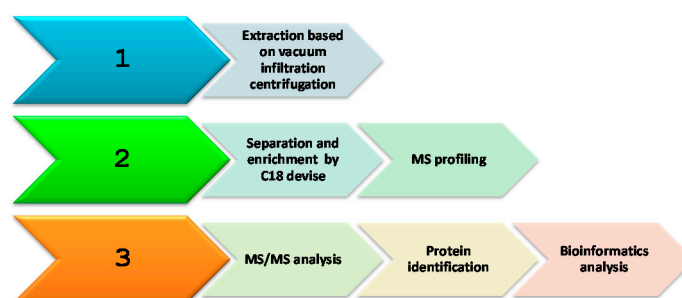 1
Extraction based
on vacuum
infiltration
centrifugation
2
Separation and
enrichment by
C18 devise
MS profiling
3
MS/MS analysis
Protein
identification
Bioinformatics
analysis